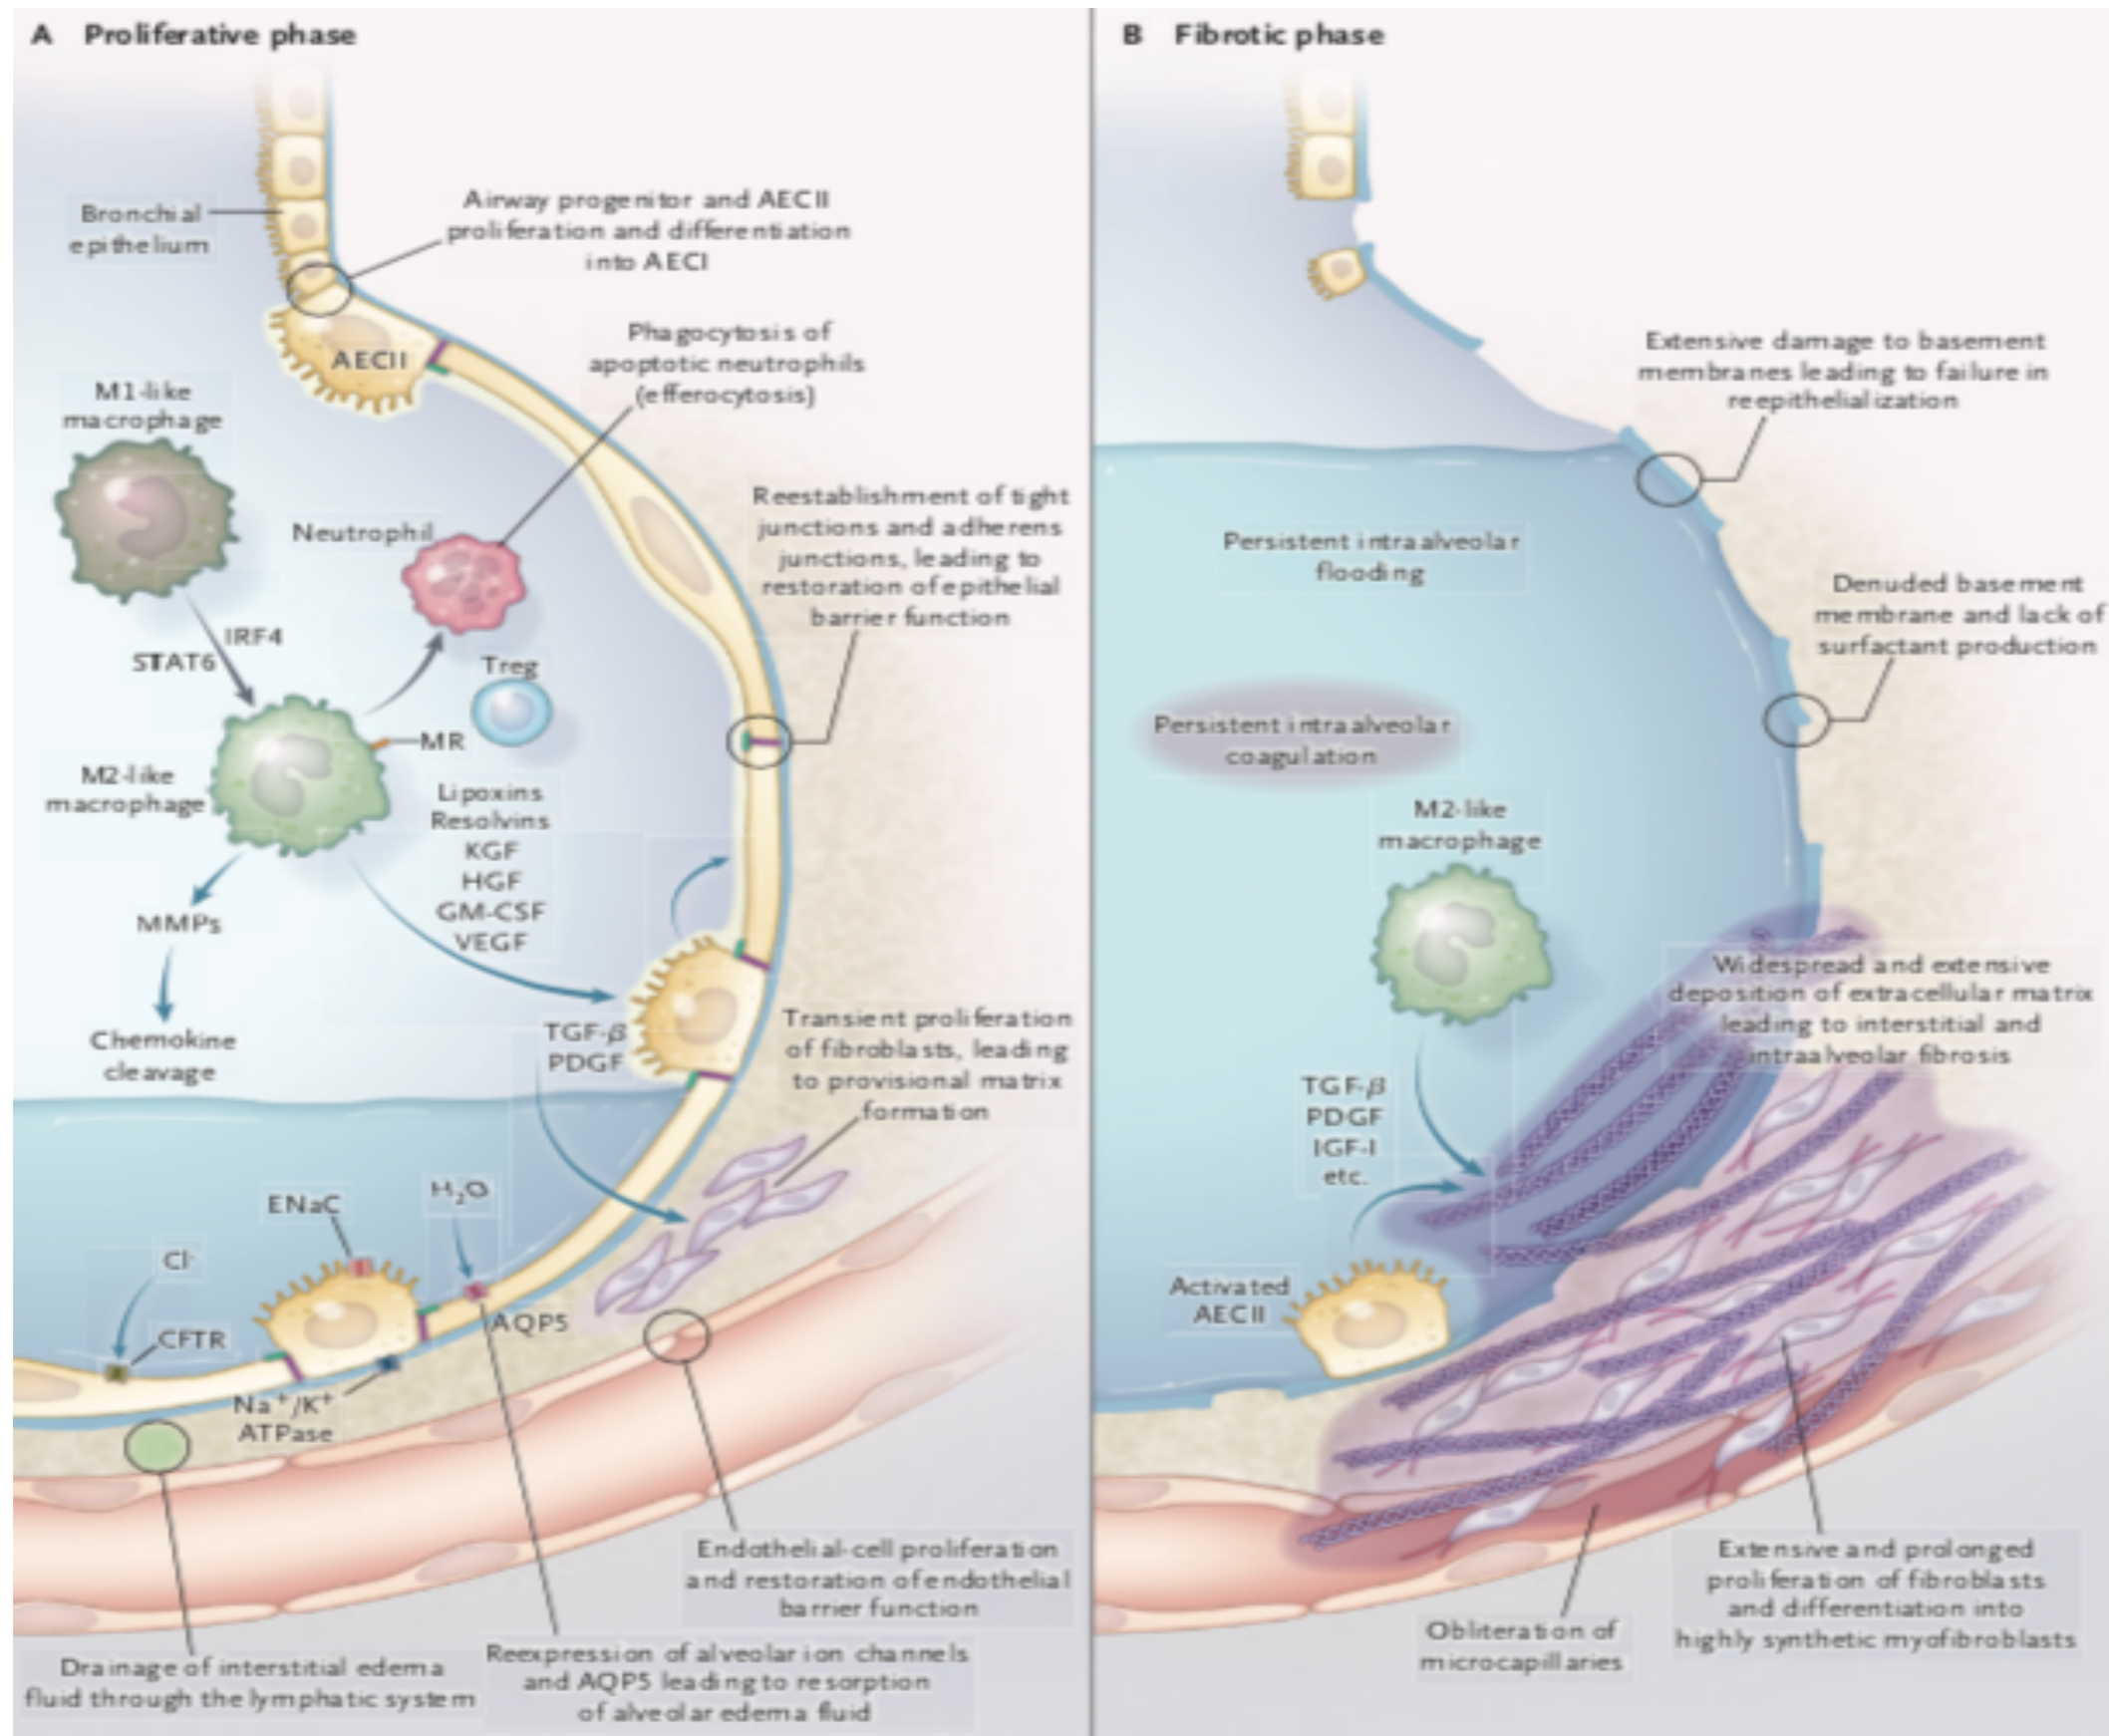 A Proliferative phase
Bronchial
epithelium
Airway progenitor and AECII
proliferation and differentiation
into AECI
Phagocytosis of
apoptotic neutrophils
(efferocytosis)
AECII
M1-like
macrophage
Neutrophil
Reestablishment of tight
junctions and adherens
junctions, leading to
restoration of epithelial
barrier function
IRF4
STAT6
Treg
MR
M2-like
macrophage
Lipoxins
Resolvins
KGF
HGF
GM-CSF
VEGF
MMPs
Chemokine
cleavage
TGF-β
PDGF
Transient proliferation
of fibroblasts, leading
to provisional matrix
formation
ENaC
H₂O
Cl⁻
CFTR
AQP5
Na⁺/K⁺
ATPase
Endothelial-cell proliferation
and restoration of endothelial
barrier function
Drainage of interstitial edema
fluid through the lymphatic system
Reexpression of alveolar ion channels
and AQP5 leading to resorption
of alveolar edema fluid
B Fibrotic phase
Extensive damage to basement
membranes leading to failure in
reepithelialization
Persistent intraalveolar
flooding
Denuded basement
membrane and lack of
surfactant production
Persistent intraalveolar
coagulation
M2-like
macrophage
Widespread and extensive
deposition of extracellular matrix
leading to interstitial and
intraalveolar fibrosis
TGF-β
PDGF
IGF-I
etc.
Activated
AECII
Extensive and prolonged
proliferation of fibroblasts
and differentiation into
highly synthetic myofibroblasts
Obliteration of
microcapillaries